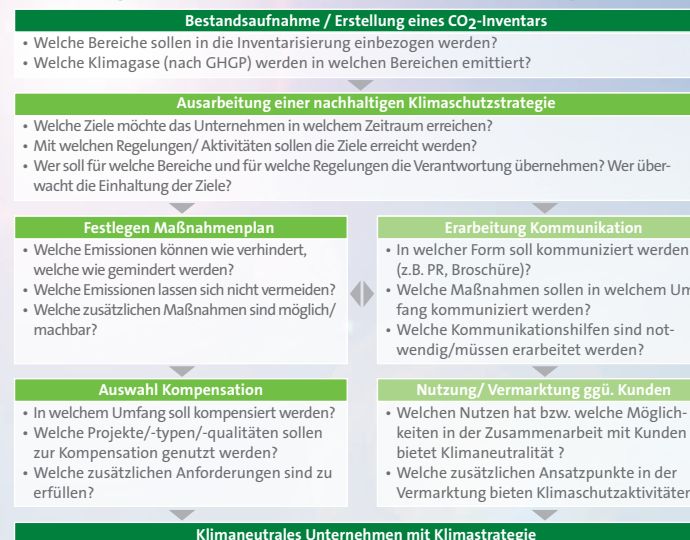 Bestandsaufnahme / Erstellung eines CO2-Inventars
• Welche Bereiche sollen in die Inventarisierung einbezogen werden?
• Welche Klimagase (nach GHGP) werden in welchen Bereichen emittiert?
Ausarbeitung einer nachhaltigen Klimaschutzstrategie
• Welche Ziele möchte das Unternehmen in welchem Zeitraum erreichen?
• Mit welchen Regelungen/ Aktivitäten sollen die Ziele erreicht werden?
• Wer soll für welche Bereiche und für welche Regelungen die Verantwortung übernehmen? Wer über-
wacht die Einhaltung der Ziele?
Festlegen Maßnahmenplan
• Welche Emissionen können wie verhindert,
welche wie gemindert werden?
• Welche Emissionen lassen sich nicht vermeiden?
• Welche zusätzlichen Maßnahmen sind möglich/
machbar?
Erarbeitung Kommunikation
• In welcher Form soll kommuniziert werden
(z.B. PR, Broschüre)?
• Welche Maßnahmen sollen in welchem Um
fang kommuniziert werden?
• Welche Kommunikationshilfen sind not-
wendig/müssen erarbeitet werden?
Auswahl Kompensation
• In welchem Umfang soll kompensiert werden?
• Welche Projekte/-typen/-qualitäten sollen
zur Kompensation genutzt werden?
• Welche zusätzlichen Anforderungen sind zu
erfüllen?
Nutzung/ Vermarktung ggü. Kunden
• Welchen Nutzen hat bzw. welche Möglich-
keiten in der Zusammenarbeit mit Kunden
bietet Klimaneutralität ?
• Welche zusätzlichen Ansatzpunkte in der
Vermarktung bieten Klimaschutzaktivitäten
Klimaneutrales Unternehmen mit Klimastrategie